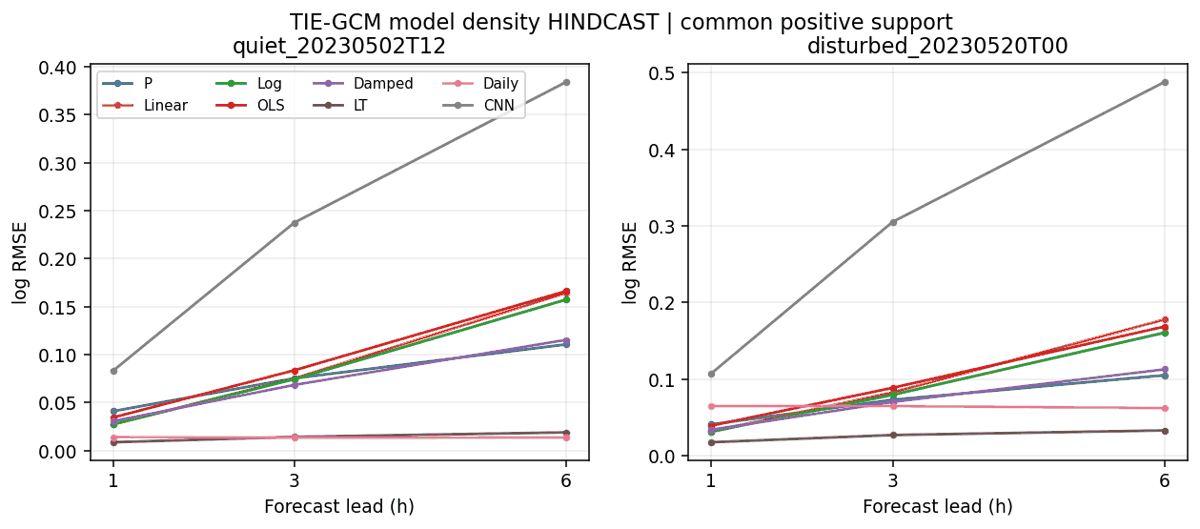 TIE-GCM model density HINDCAST | common positive support
quiet_20230502T12
0.40
0.35
0.30
0.25
0.20
0.15
0.10
0.05
0.00
log RMSE
P
Linear
Log
OLS
Damped
LT
Daily
CNN
1
3
6
Forecast lead (h)
disturbed_20230520T00
0.5
0.4
0.3
0.2
0.1
0.0
log RMSE
1
3
6
Forecast lead (h)